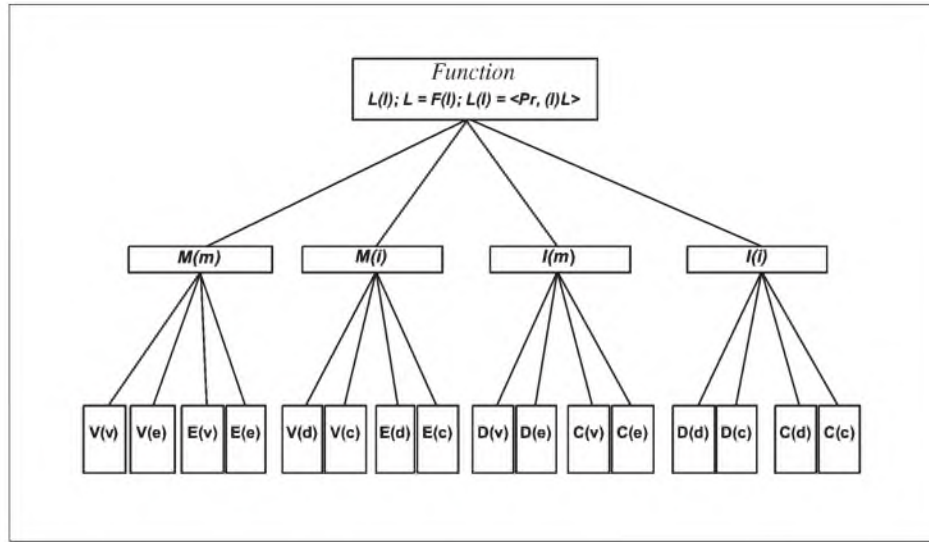 Function
L(l); L = F(l); L(l) = <Pr, (l)L>
M(m) M(i) I(m) I(i)
V(v) V(e) E(v) E(e) V(d) V(c) E(d) E(c) D(v) D(e) C(v) C(e) D(d) D(c) C(d) C(c)